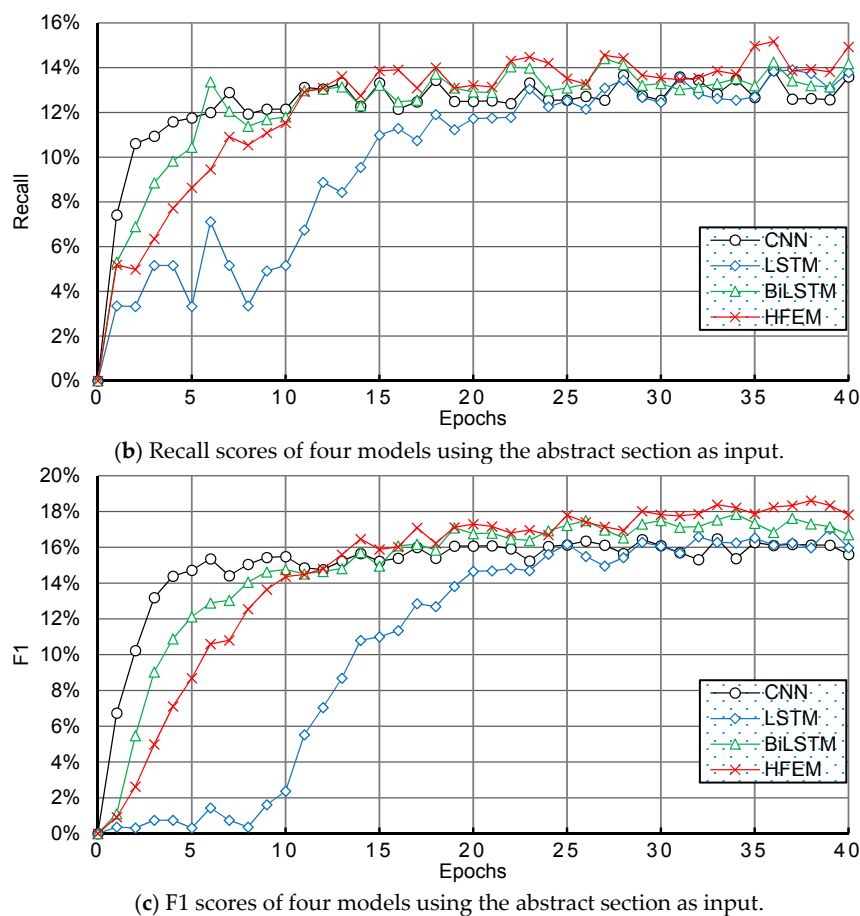 16%
14%
12%
10%
8%
6%
4%
2%
0%
Recall
CNN
LSTM
BiLSTM
HFEM
0 5 10 15 20 25 30 35 40
Epochs
(b) Recall scores of four models using the abstract section as input.
20%
18%
16%
14%
12%
10%
8%
6%
4%
2%
0%
F1
CNN
LSTM
BiLSTM
HFEM
0 5 10 15 20 25 30 35 40
Epochs
(c) F1 scores of four models using the abstract section as input.